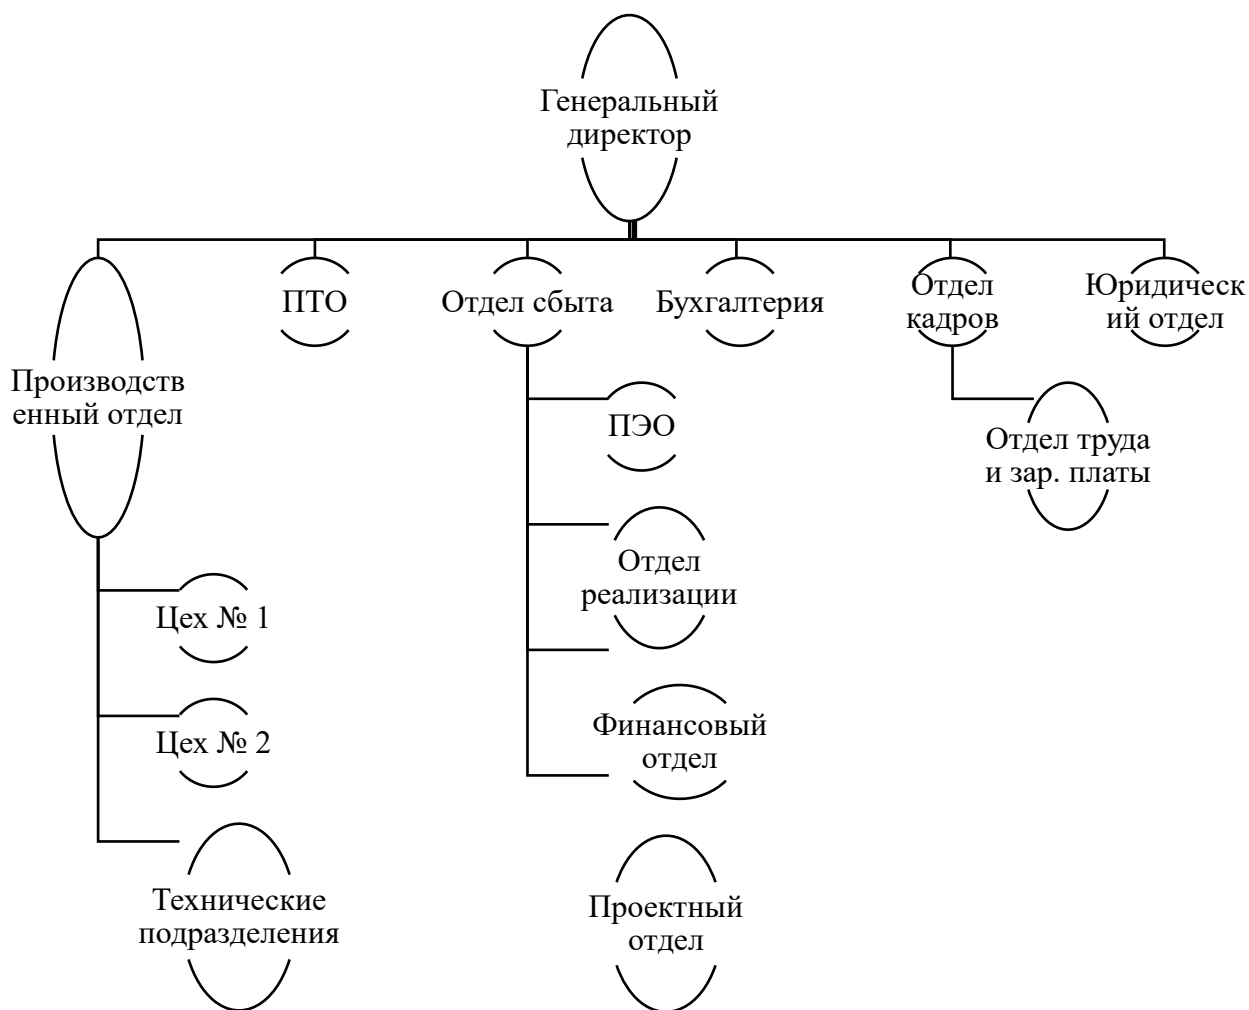 Генеральный
директор
Производств
енный отдел
ПТО
Отдел сбыта
Бухгалтерия
Отдел
кадров
Юридическ
ий отдел
ПЭО
Отдел труда
и зар. платы
Отдел
реализации
Цех № 1
Финансовый
отдел
Цех № 2
Технические
подразделения
Проектный
отдел